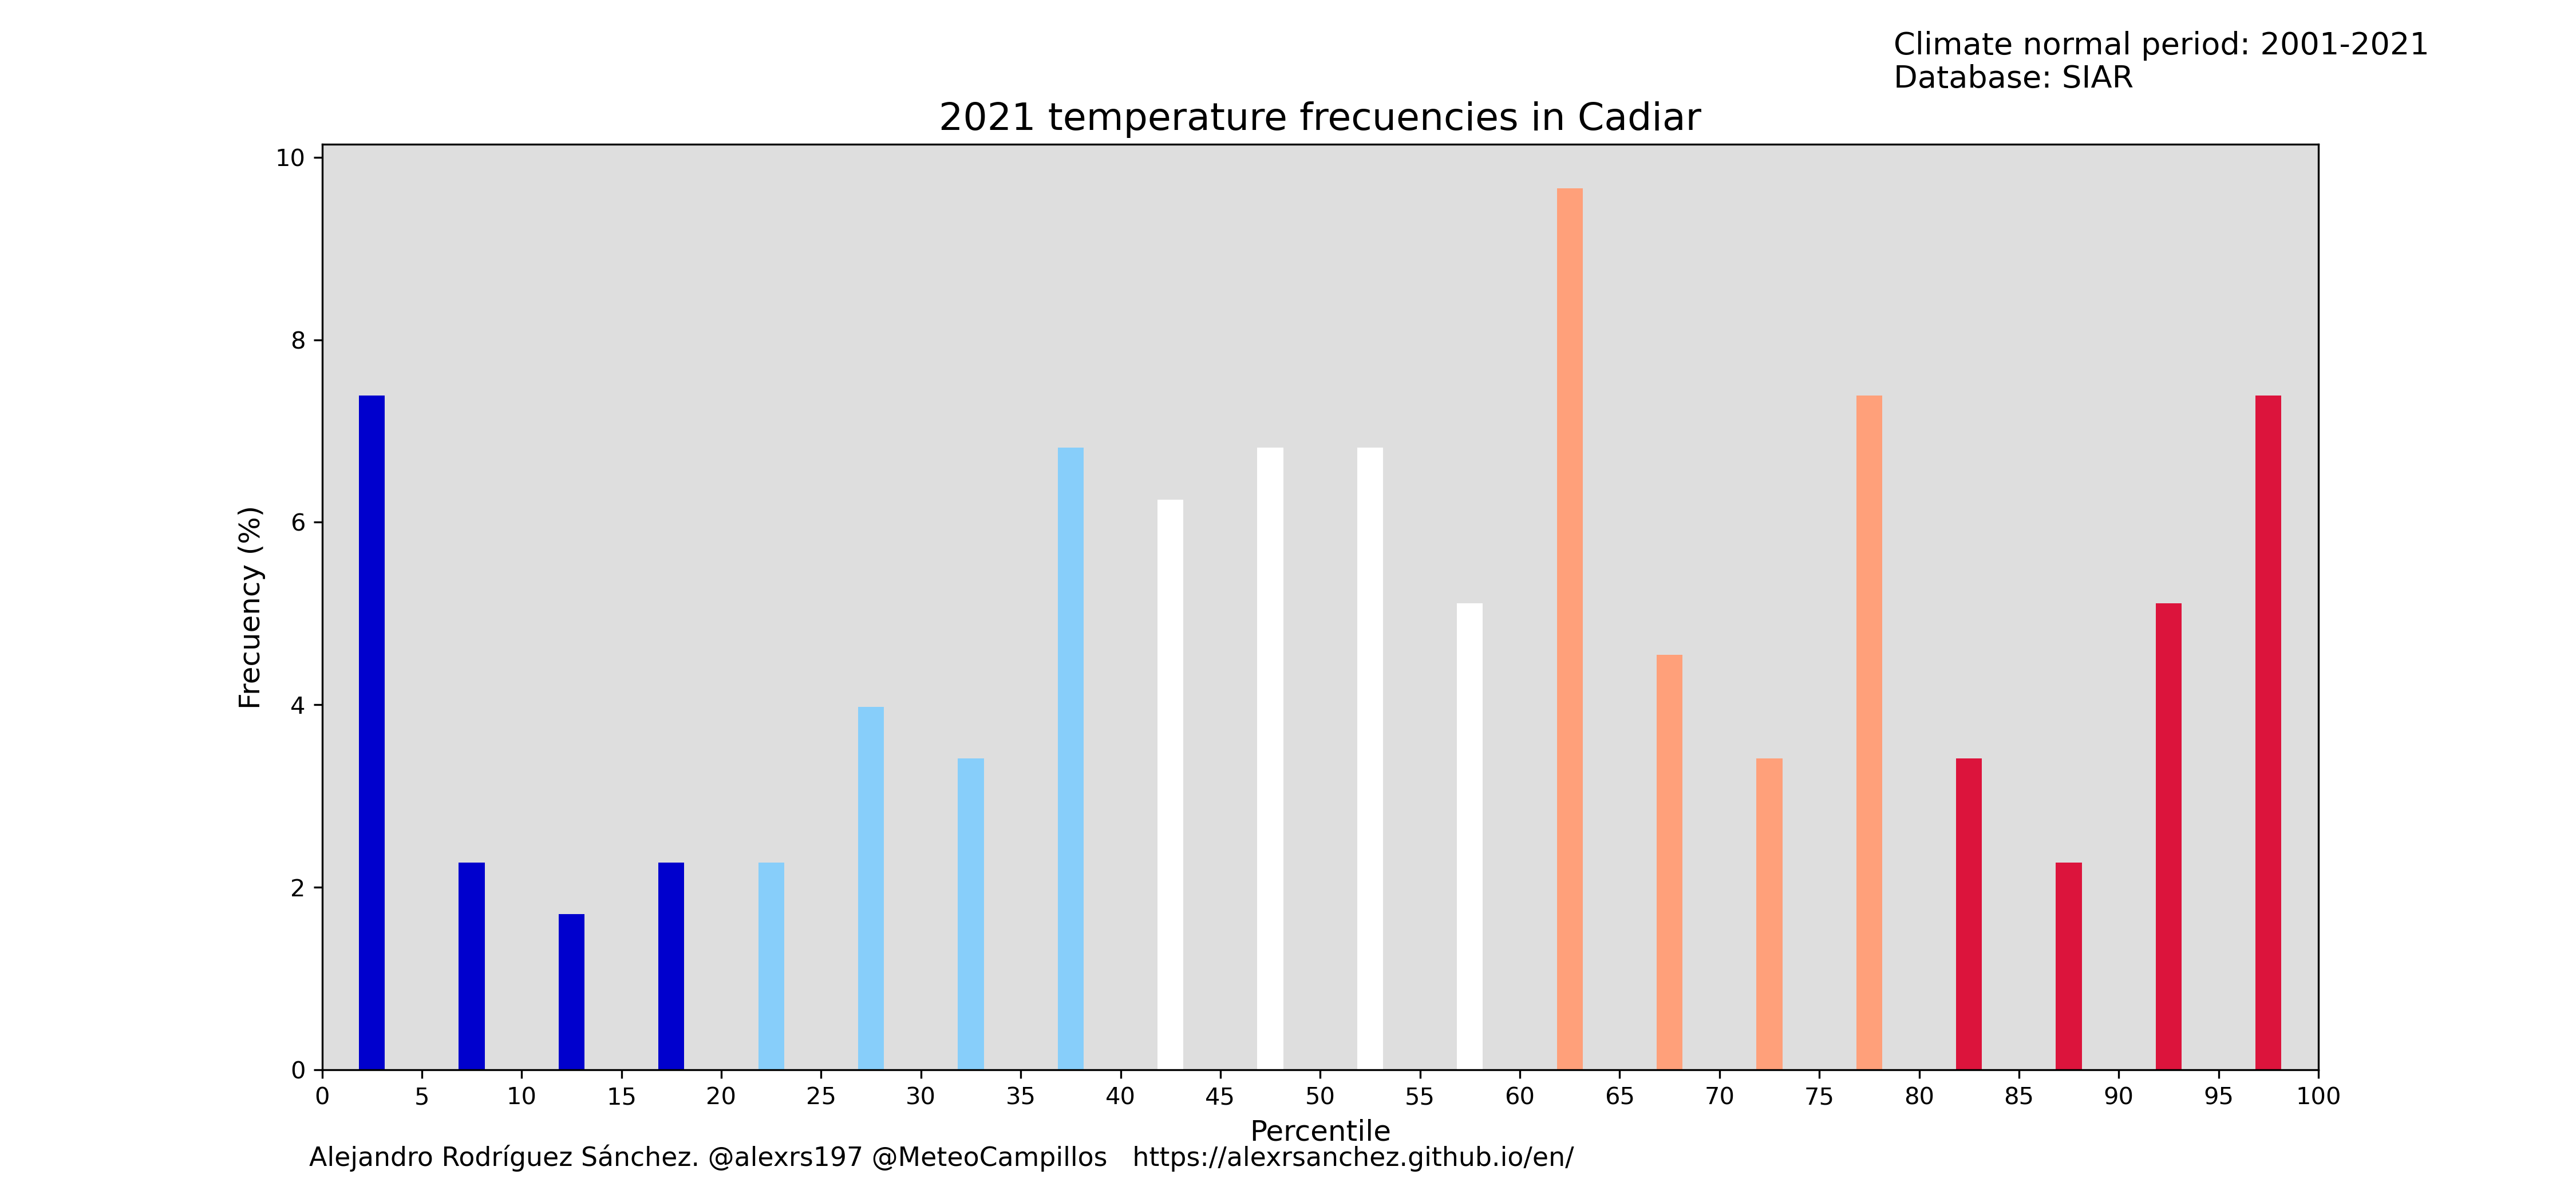 Climate normal period: 2001-2021
Database: SIAR
2021 temperature frecuencies in Cadiar
10
8
6
4
2
0
Frecuency (%)
0 5 10 15 20 25 30 35 40 45 50 55 60 65 70 75 80 85 90 95 100
Percentile
Alejandro Rodríguez Sánchez. @alexrs197 @MeteoCampillos https://alexrsanchez.github.io/en/